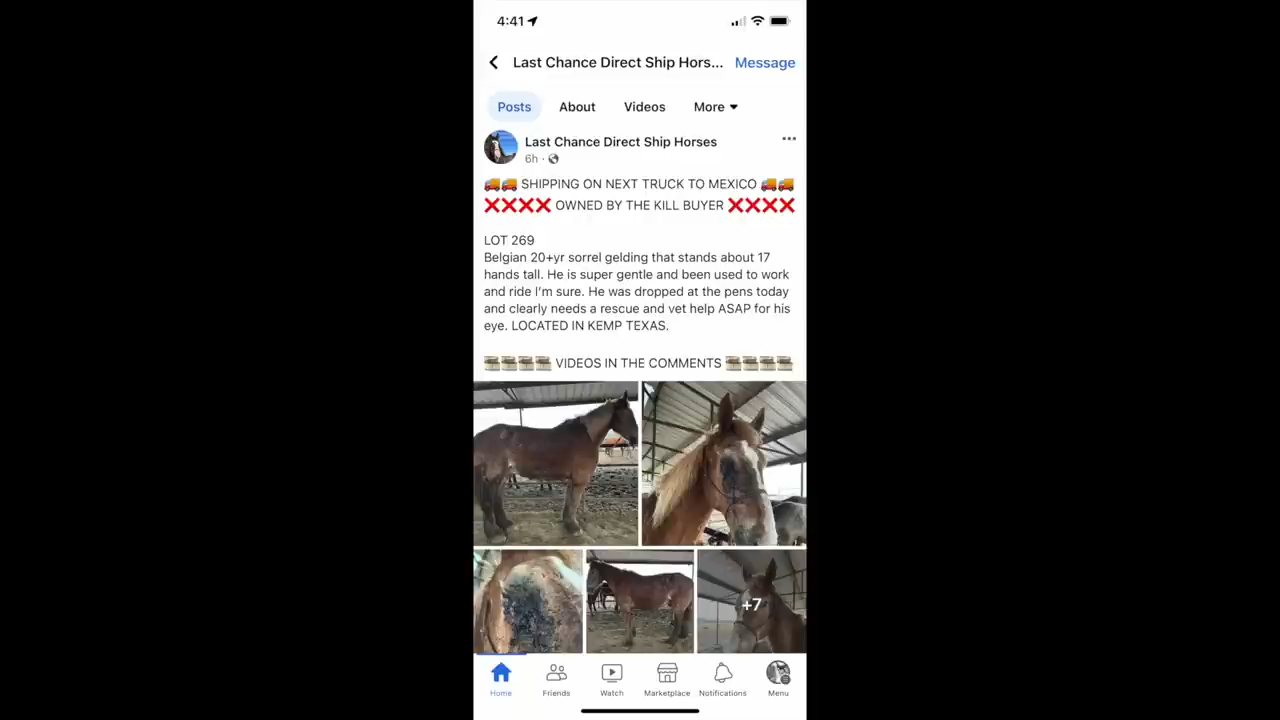 4:41
Last Chance Direct Ship Hors... Message
Posts About Videos More
Last Chance Direct Ship Horses
6h ·
SHIPPING ON NEXT TRUCK TO MEXICO
OWNED BY THE KILL BUYER
LOT 269
Belgian 20+yr sorrel gelding that stands about 17
hands tall. He is super gentle and been used to work
and ride I'm sure. He was dropped at the pens today
and clearly needs a rescue and vet help ASAP for his
eye. LOCATED IN KEMP TEXAS.
VIDEOS IN THE COMMENTS
+7
Home Friends Watch Marketplace Notifications Menu